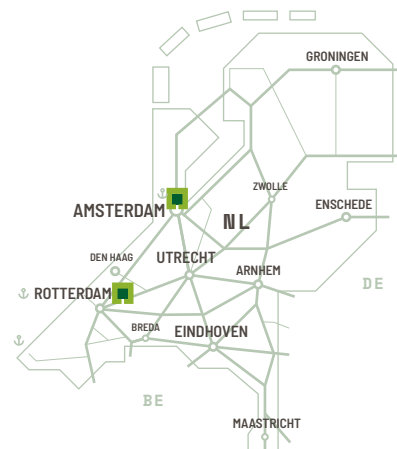 GRONINGEN
ZWOLLE
ENSCHEDE
AMSTERDAM
NL
UTRECHT
DEN HAAG
ARNHEM
DE
ROTTERDAM
BREDA
EINDHOVEN
BE
MAASTRICHT